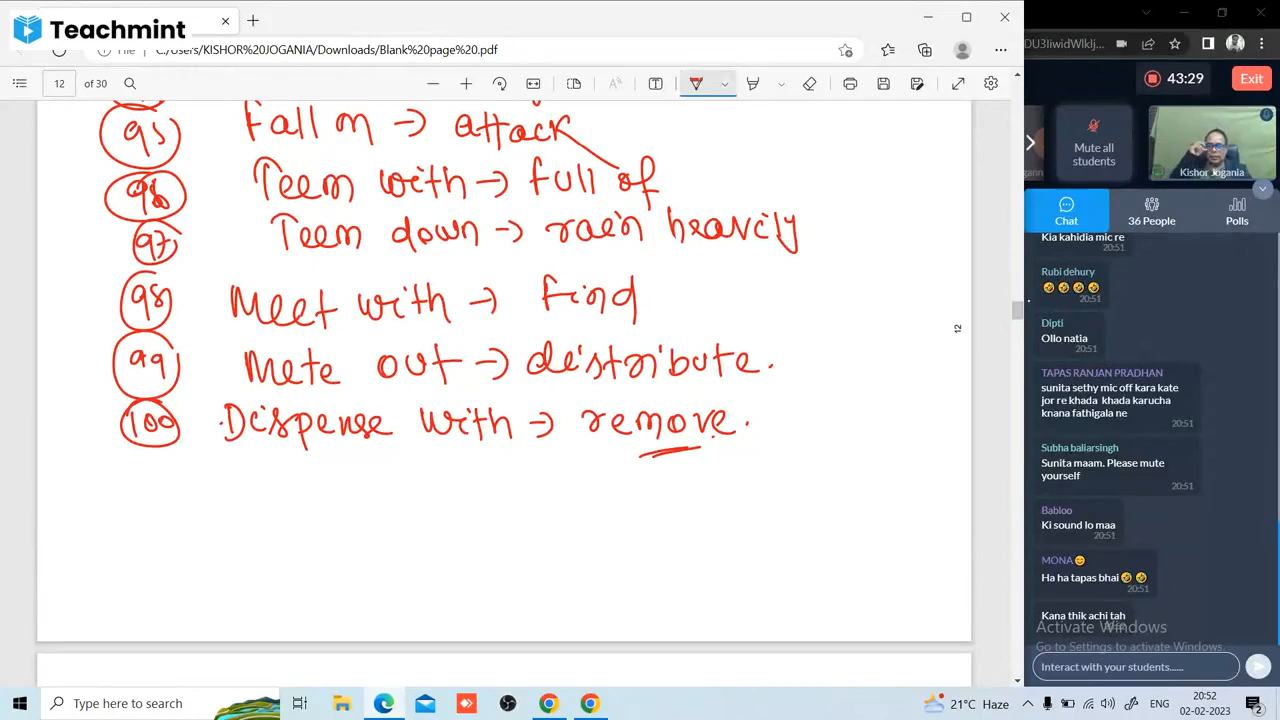 Teachmint
File
C:/Users/KISHOR%20JOGANIA/Downloads/Blank%20page%20.pdf
12 of 30
95 Fall on → attack
96 Teem with → full of
97 Teem down → rain heavily
98 Meet with → find
99 Mete out → distribute.
100 Dispense with → remove.
12
DU3IiwidWlklj
43:29
Exit
Mute all students
Kishor Jogania
Chat
36 People
Polls
Kia kahidia mic re
20:51
Rubi dehury
🤣 🤣 🤣 🤣
20:51
Dipti
Ollo natia
20:51
TAPAS RANJAN PRADHAN
sunita sethy mic off kara kate
jor re khada khada karucha
knana fathigala ne
20:51
Subha baliarsingh
Sunita maam. Please mute
yourself
20:51
Babloo
Ki sound lo maa
20:51
MONA😊
Ha ha tapas bhai 🤣 🤣
20:51
Kana thik achi tah
Activate Windows
Go to Settings to activate Windows.
Interact with your students......
Type here to search
21°C Haze
ENG
20:52
02-02-2023
2